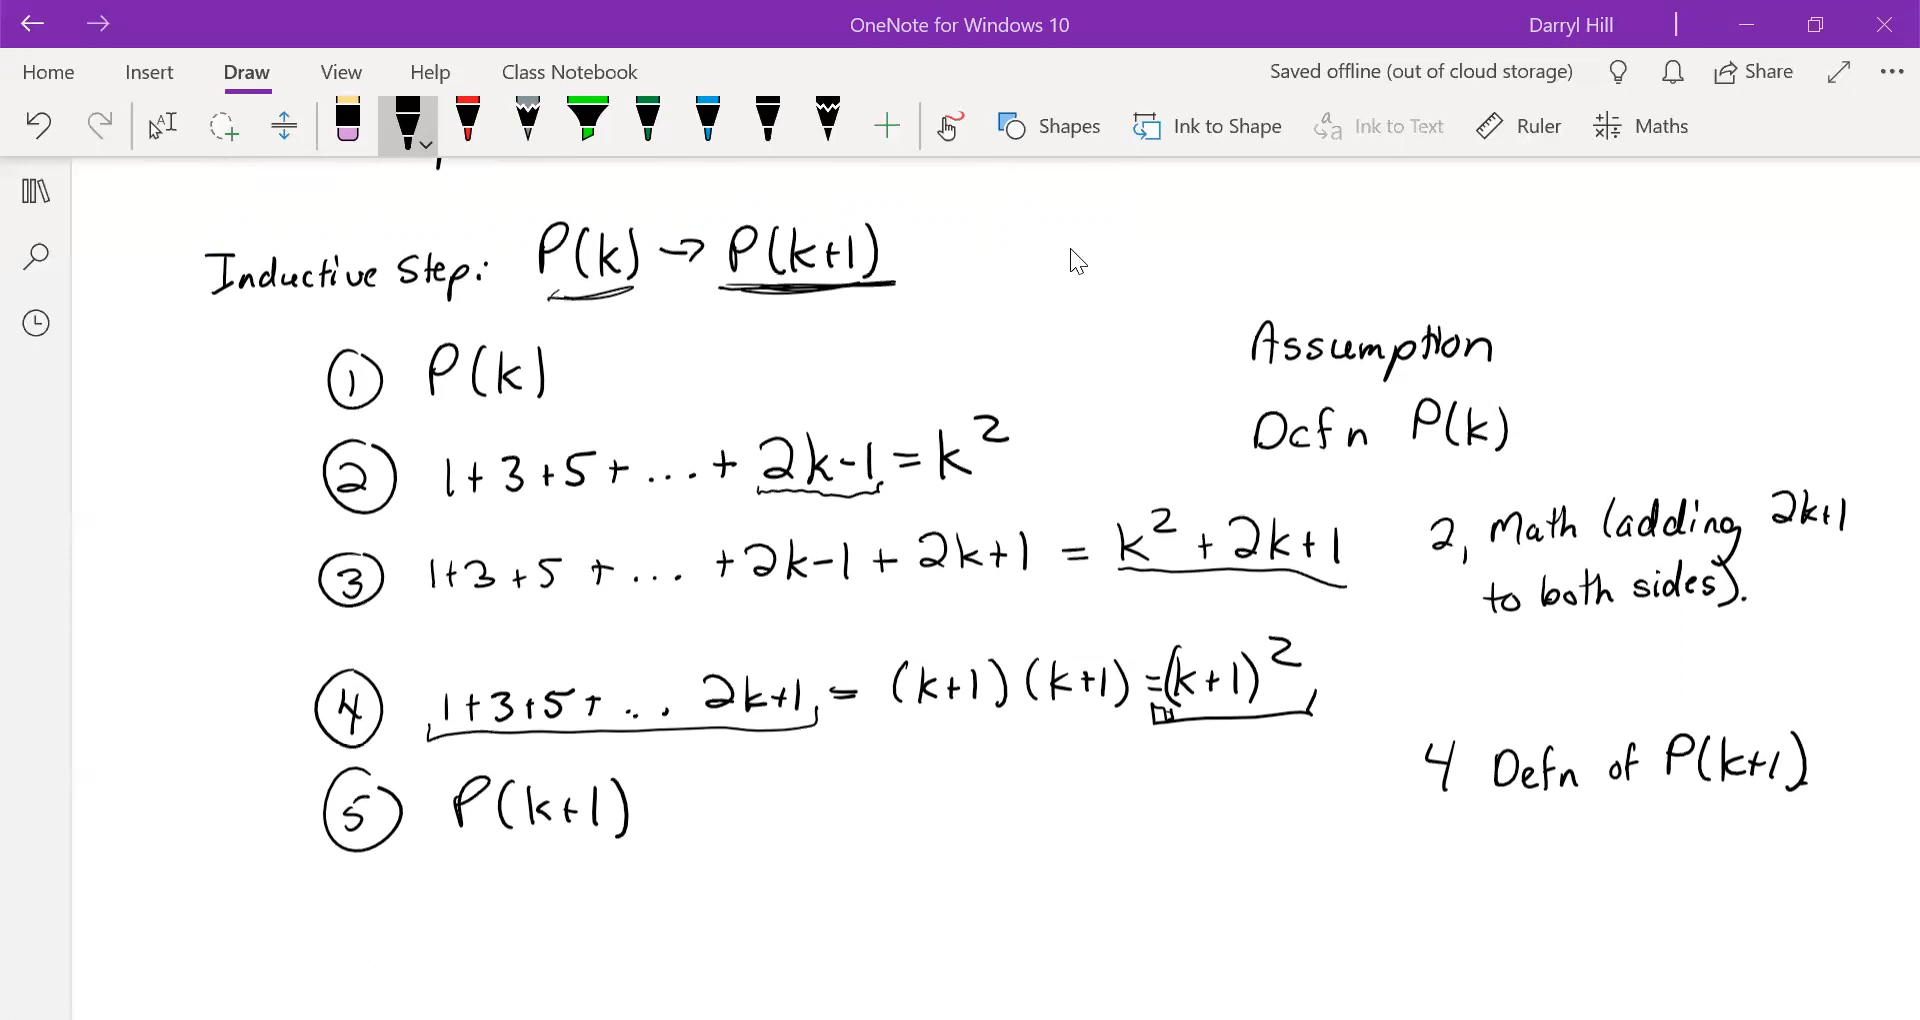 OneNote for Windows 10
Darryl Hill
Home Insert Draw View Help Class Notebook
Saved offline (out of cloud storage) Share
Shapes Ink to Shape Ink to Text Ruler Maths
Inductive Step: P(k) → P(k+1)
① P(k) Assumption
② 1+3+5+...+2k-1=k² Defn P(k)
③ 1+3+5+...+2k-1+2k+1 = k²+2k+1 2, Math (adding 2k+1
to both sides).
④ 1+3+5+... 2k+1 = (k+1)(k+1)=(k+1)²
⑤ P(k+1) 4 Defn of P(k+1)